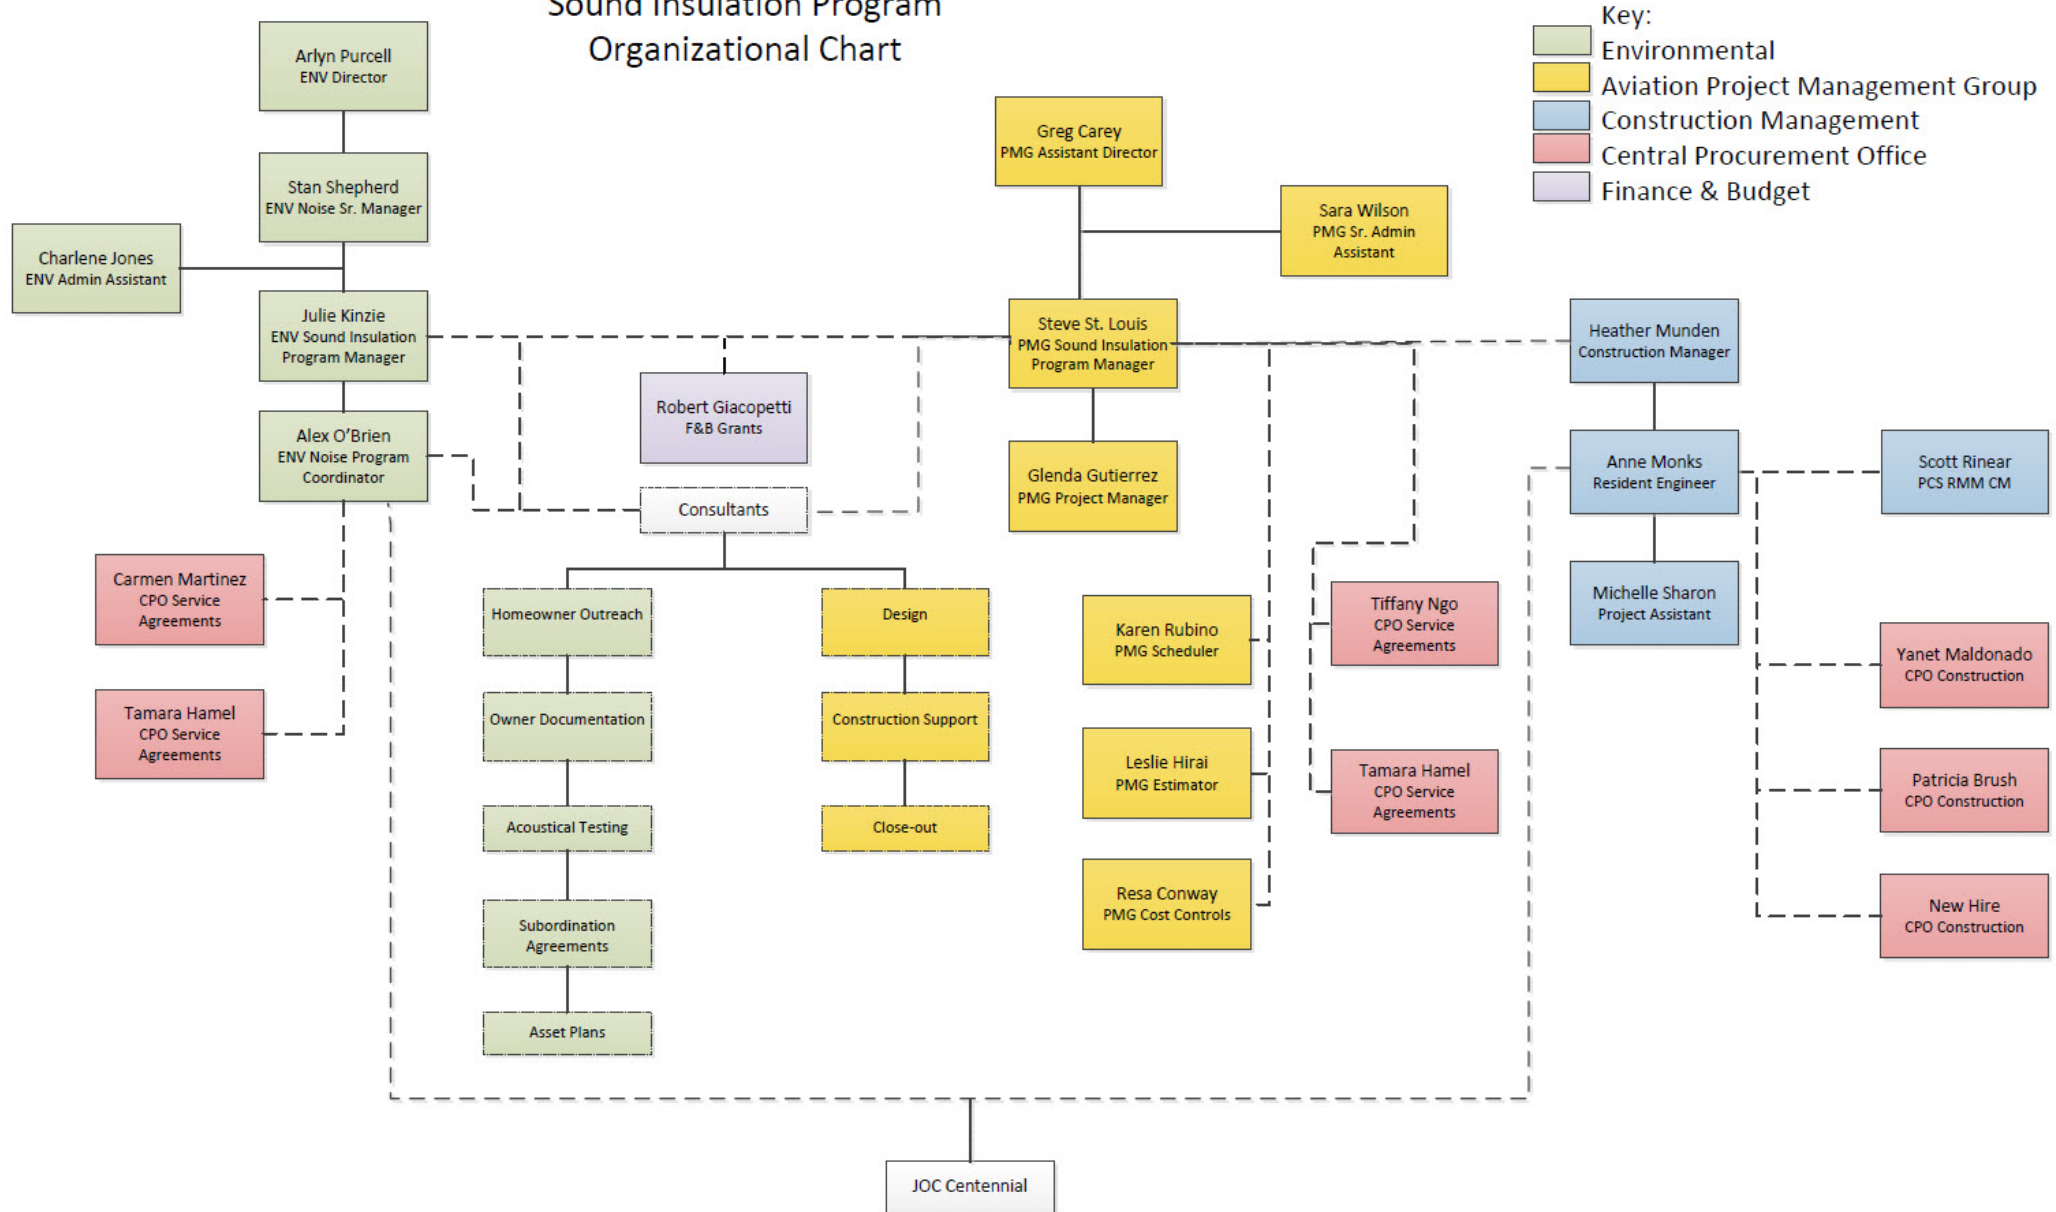 Sound Insulation Program
Organizational Chart
Key:
Environmental
Aviation Project Management Group
Construction Management
Central Procurement Office
Finance & Budget
Arlyn Purcell
ENV Director
Stan Shepherd
ENV Noise Sr. Manager
Charlene Jones
ENV Admin Assistant
Julie Kinzie
ENV Sound Insulation
Program Manager
Alex O’Brien
ENV Noise Program
Coordinator
Carmen Martinez
CPO Service
Agreements
Tamara Hamel
CPO Service
Agreements
Robert Giacopetti
F&B Grants
Consultants
Homeowner Outreach
Owner Documentation
Acoustical Testing
Subordination
Agreements
Asset Plans
Design
Construction Support
Close-out
Greg Carey
PMG Assistant Director
Sara Wilson
PMG Sr. Admin
Assistant
Steve St. Louis
PMG Sound Insulation
Program Manager
Glenda Gutierrez
PMG Project Manager
Karen Rubino
PMG Scheduler
Leslie Hirai
PMG Estimator
Resa Conway
PMG Cost Controls
Tiffany Ngo
CPO Service
Agreements
Tamara Hamel
CPO Service
Agreements
Heather Munden
Construction Manager
Anne Monks
Resident Engineer
Scott Rinear
PCS RMM CM
Michelle Sharon
Project Assistant
Yanet Maldonado
CPO Construction
Patricia Brush
CPO Construction
New Hire
CPO Construction
JOC Centennial